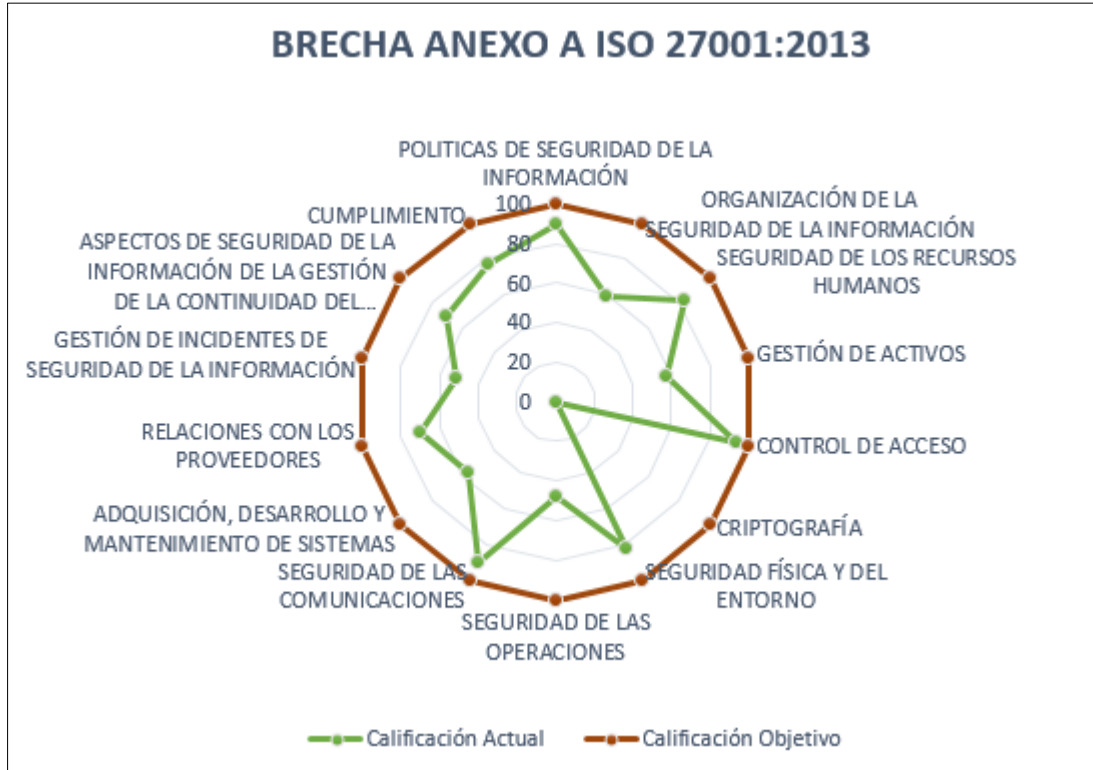 BRECHA ANEXO A ISO 27001:2013
POLITICAS DE SEGURIDAD DE LA
INFORMACIÓN
ORGANIZACIÓN DE LA
SEGURIDAD DE LA INFORMACIÓN
SEGURIDAD DE LOS RECURSOS
HUMANOS
GESTIÓN DE ACTIVOS
CONTROL DE ACCESO
CRIPTOGRAFÍA
SEGURIDAD FÍSICA Y DEL
ENTORNO
SEGURIDAD DE LAS
OPERACIONES
SEGURIDAD DE LAS
COMUNICACIONES
ADQUISICIÓN, DESARROLLO Y
MANTENIMIENTO DE SISTEMAS
RELACIONES CON LOS
PROVEEDORES
GESTIÓN DE INCIDENTES DE
SEGURIDAD DE LA INFORMACIÓN
ASPECTOS DE SEGURIDAD DE LA
INFORMACIÓN DE LA GESTIÓN
DE LA CONTINUIDAD DEL...
CUMPLIMIENTO
100
80
60
40
20
0
Calificación Actual
Calificación Objetivo